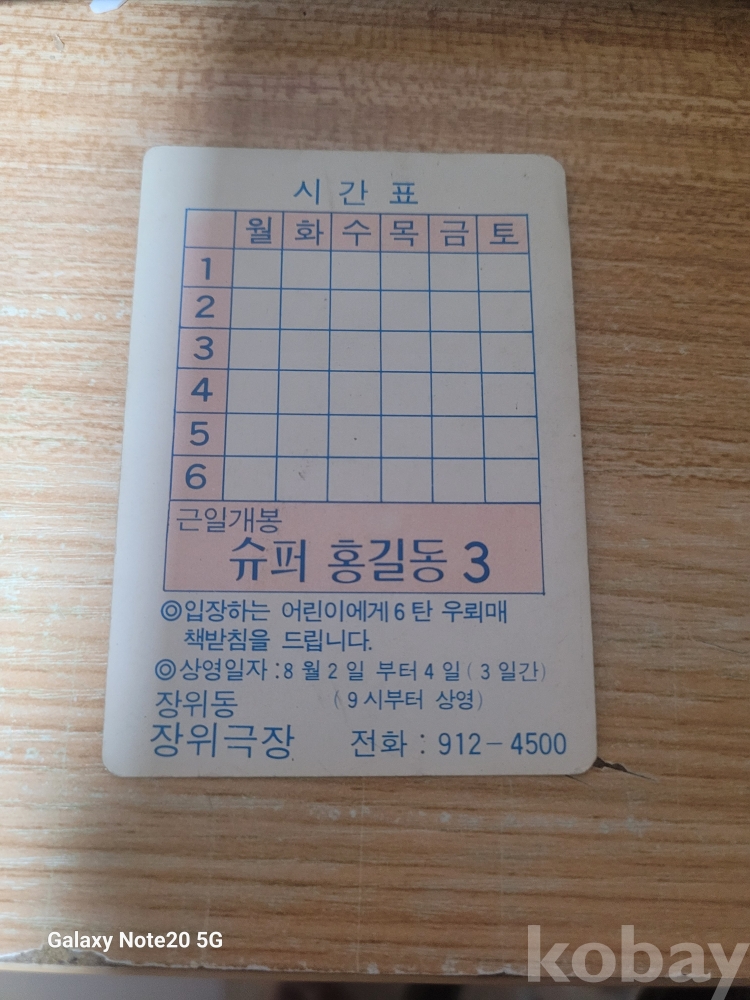 시간표
월 화 수 목 금 토
1
2
3
4
5
6
근일개봉
슈퍼 홍길동 3
◎입장하는 어린이에게 6탄 우뢰매
책받침을 드립니다.
◎상영일자:8월2일 부터 4일(3일간)
장위동 (9시부터 상영)
장위극장 전화 : 912-4500
Galaxy Note20 5G
kobay